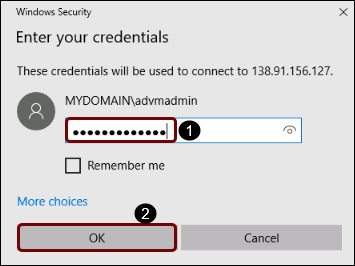 Windows Security
Enter your credentials
These credentials will be used to connect to 138.91.156.127.
MYDOMAIN\advmadmin
●●●●●●●●●●●●● 1
Remember me
More choices
2
OK Cancel